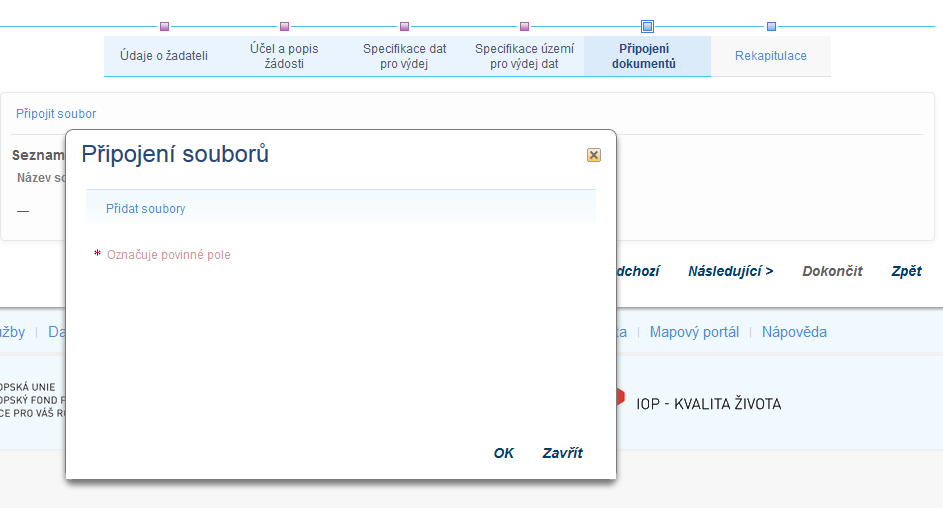 Údaje o žadateli
Účel a popis
žádosti
Specifikace dat
pro výdej
Specifikace území
pro výdej dat
Připojení
dokumentů
Rekapitulace
Připojit soubor
Seznam
Název so
—
Připojení souborů
Přidat soubory
* Označuje povinné pole
OK Zavřít
dchozí Následující > Dokončit Zpět
užby | Da
ta | Mapový portál | Nápověda
OPSKÁ UNIE
OPSKÝ FOND P
CE PRO VÁŠ R
IOP - KVALITA ŽIVOTA